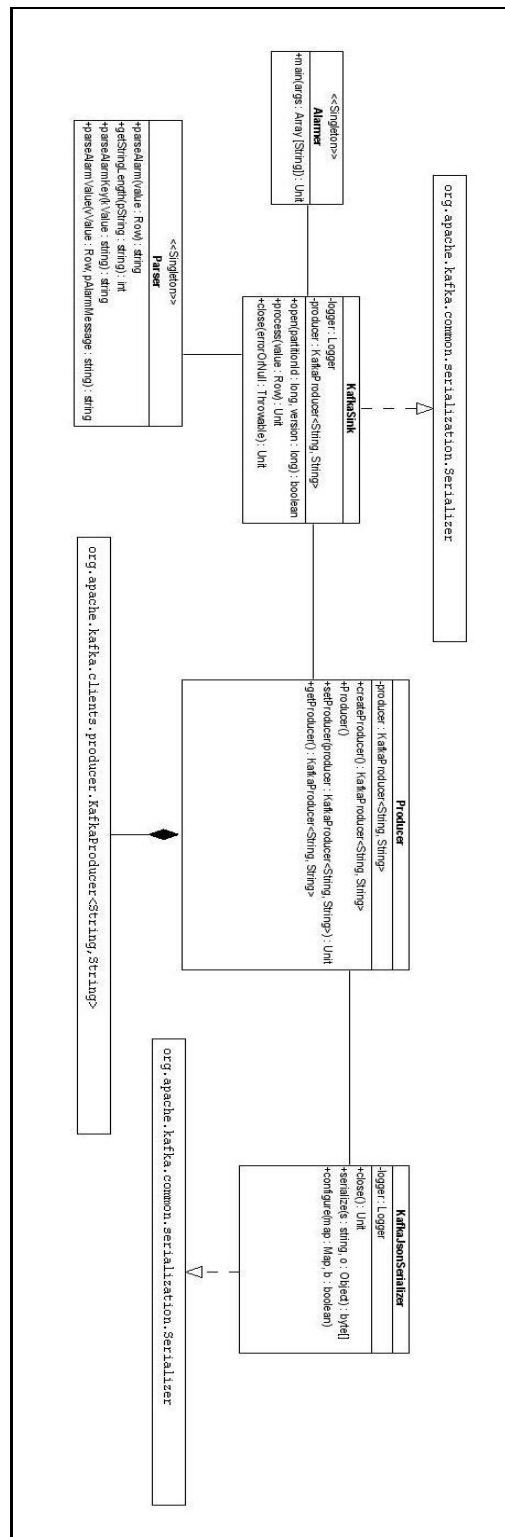 <<Singleton>>
Alarmer
+main(args : Array [String]) : Unit
<<Singleton>>
Parser
+parseAlarm(value : Row) : string
+getStringLength(pString : string) : int
+parseAlarmKey(kValue : string) : string
+parseAlarmValue(vValue : Row, pAlarmMessage : string) : string
org.apache.kafka.common.serialization.Serializer
KafkaSink
-logger : Logger
-producer : KafkaProducer<String, String>
+open(partitionId : long, version : long) : boolean
+process(value : Row) : Unit
+close(errorOrNull : Throwable) : Unit
org.apache.kafka.clients.producer.KafkaProducer<String,String>
Producer
-producer : KafkaProducer<String, String>
+createProducer() : KafkaProducer<String, String>
+Producer()
+setProducer(producer : KafkaProducer<String, String>) : Unit
+getProducer() : KafkaProducer<String, String>
KafkaJsonSerializer
-logger : Logger
+close() : Unit
+serialize(s : string, o : Object) : byte[]
+configure(map : Map, b : boolean)
org.apache.kafka.common.serialization.Serializer